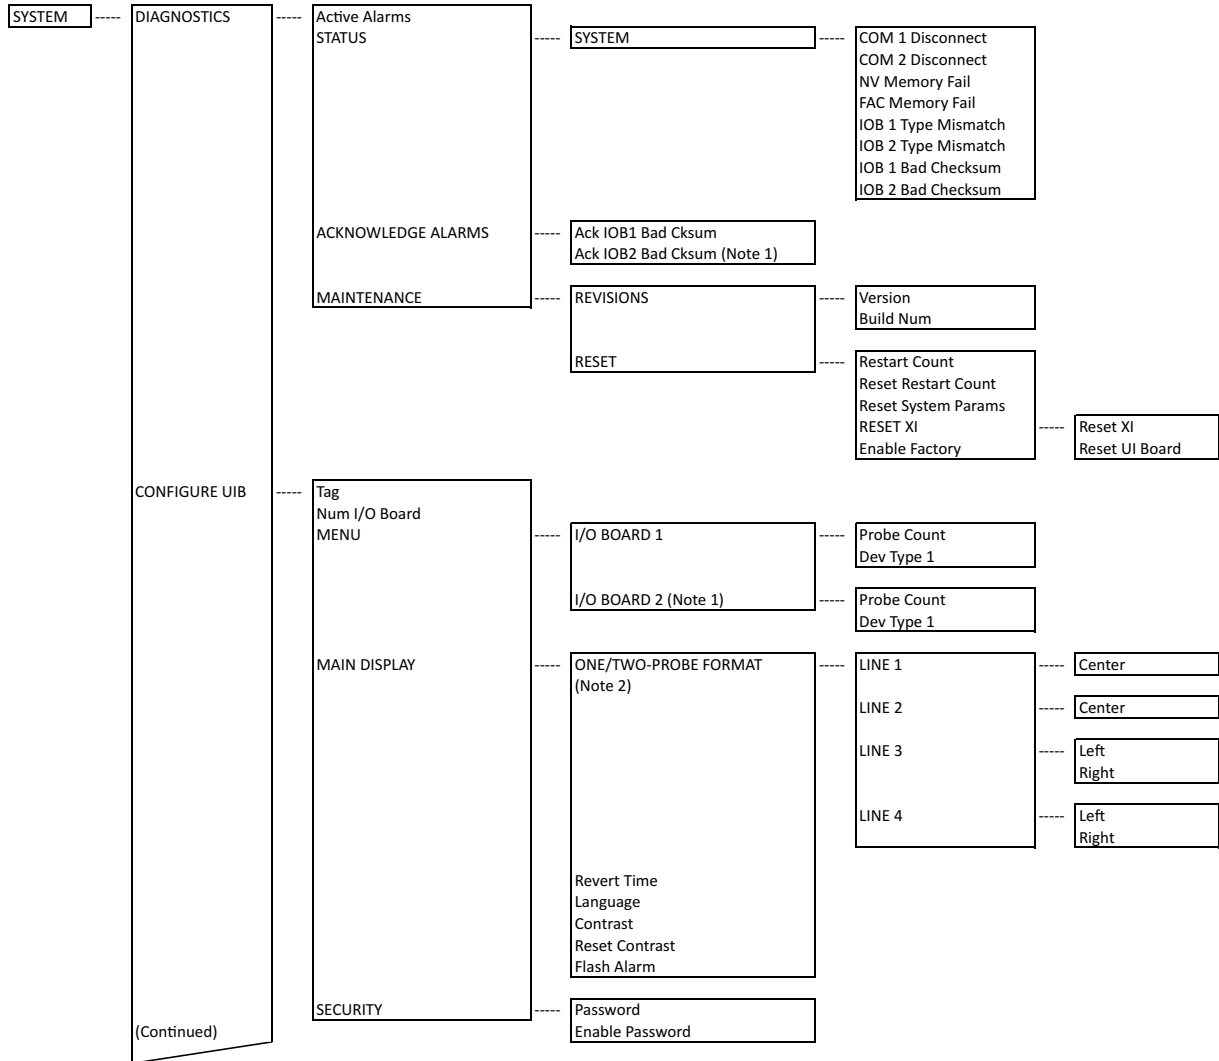 SYSTEM ----- DIAGNOSTICS ----- Active Alarms
STATUS ----- SYSTEM ----- COM 1 Disconnect
COM 2 Disconnect
NV Memory Fail
FAC Memory Fail
IOB 1 Type Mismatch
IOB 2 Type Mismatch
IOB 1 Bad Checksum
IOB 2 Bad Checksum
ACKNOWLEDGE ALARMS ----- Ack IOB1 Bad Cksum
Ack IOB2 Bad Cksum (Note 1)
MAINTENANCE ----- REVISIONS ----- Version
Build Num
RESET ----- Restart Count
Reset Restart Count
Reset System Params
RESET XI ----- Reset XI
Enable Factory Reset UI Board
CONFIGURE UIB ----- Tag
Num I/O Board
MENU ----- I/O BOARD 1 ----- Probe Count
Dev Type 1
I/O BOARD 2 (Note 1) ----- Probe Count
Dev Type 1
MAIN DISPLAY ----- ONE/TWO-PROBE FORMAT ----- LINE 1 ----- Center
(Note 2)
LINE 2 ----- Center
LINE 3 ----- Left
Right
LINE 4 ----- Left
Right
Revert Time
Language
Contrast
Reset Contrast
Flash Alarm
SECURITY ----- Password
(Continued) Enable Password